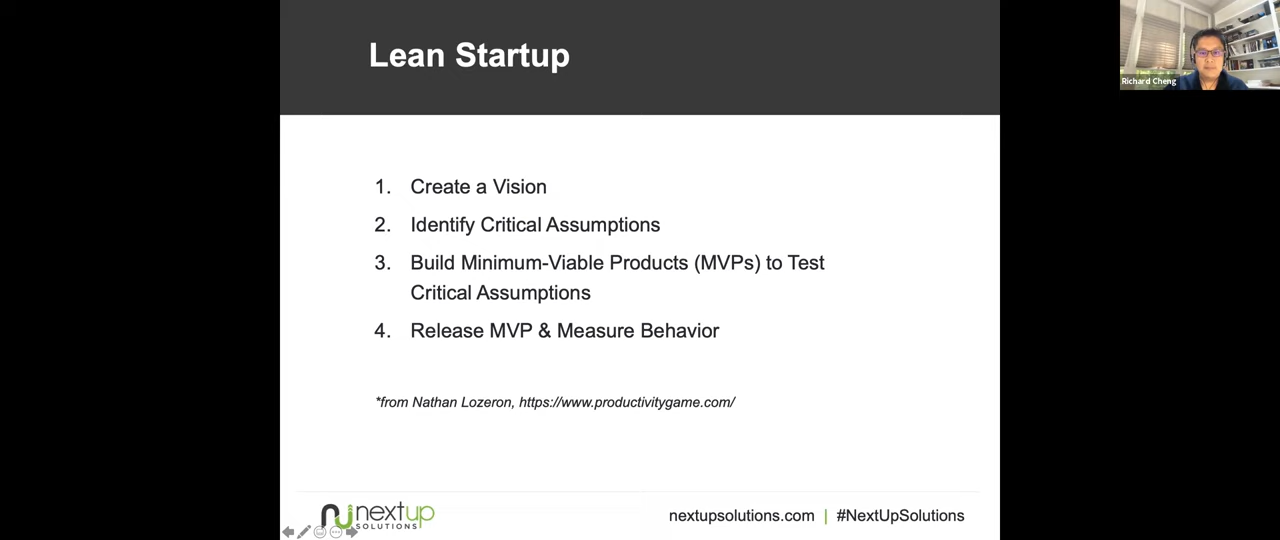 Lean Startup
Richard Cheng
1. Create a Vision
2. Identify Critical Assumptions
3. Build Minimum-Viable Products (MVPs) to Test
Critical Assumptions
4. Release MVP & Measure Behavior
*from Nathan Lozeron, https://www.productivitygame.com/
nextup
SOLUTIONS
nextupsolutions.com | #NextUpSolutions